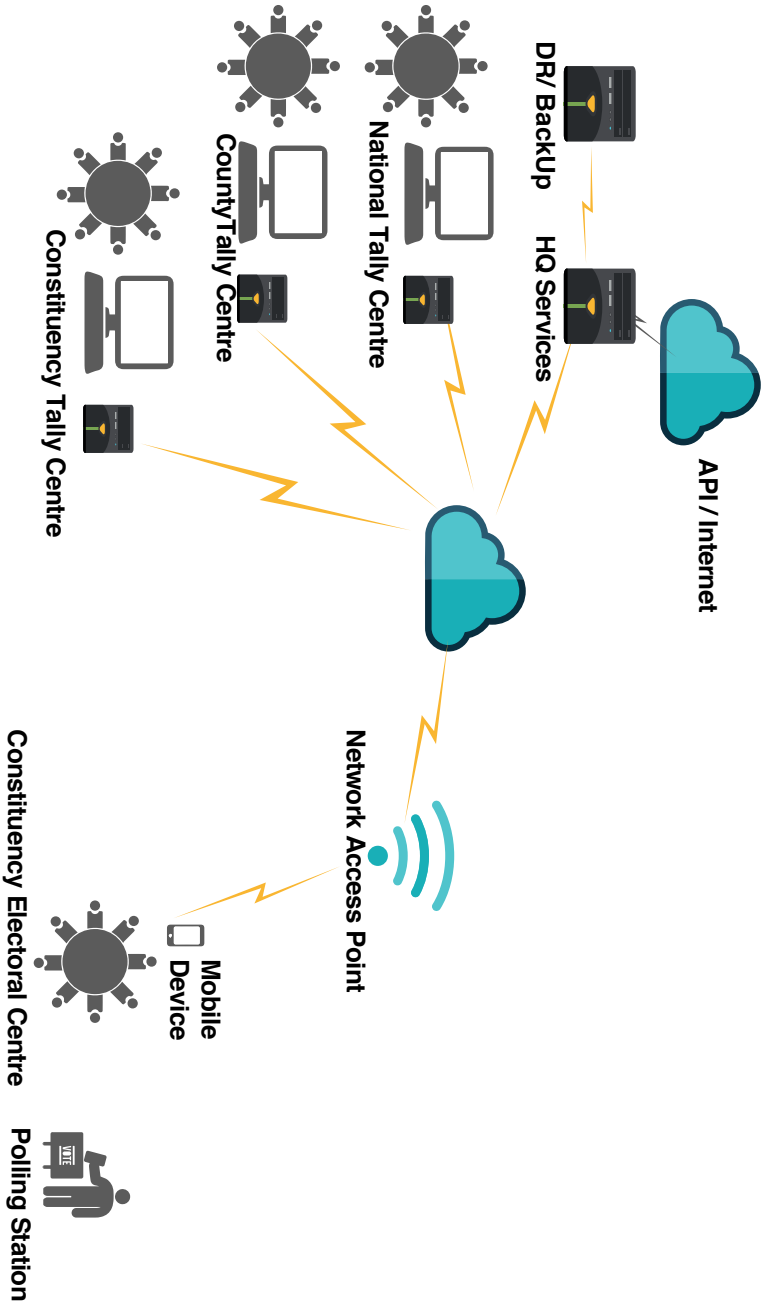 API / Internet
DR/ BackUp
HQ Services
National Tally Centre
CountyTally Centre
Constituency Tally Centre
Network Access Point
Mobile
Device
Constituency Electoral Centre
VOTE
Polling Station